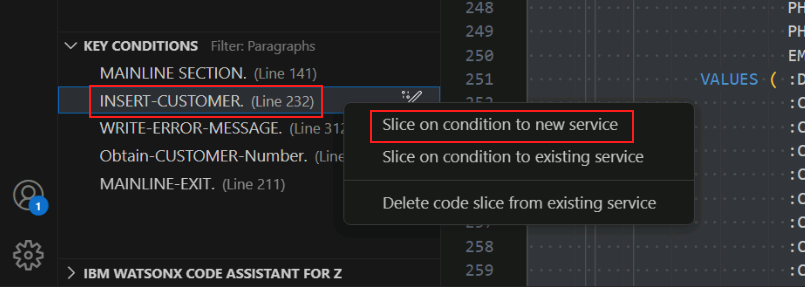 KEY CONDITIONS Filter: Paragraphs
MAINLINE SECTION. (Line 141)
INSERT-CUSTOMER. (Line 232)
WRITE-ERROR-MESSAGE. (Line 312
Obtain-CUSTOMER-Number. (Line
MAINLINE-EXIT. (Line 211)
1
IBM WATSONX CODE ASSISTANT FOR Z
Slice on condition to new service
Slice on condition to existing service
Delete code slice from existing service
248 PH
249 PH
250 EM
251 VALUES ( :D
:C
:C
:C
:C
:C
:C
258 :C
259 :C